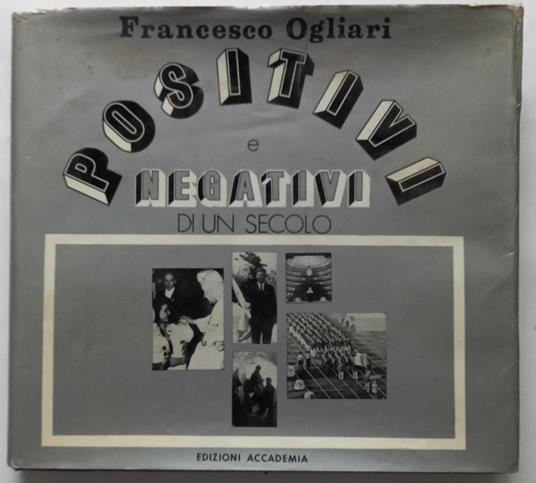 Francesco Ogliari
POSITIVI
e
NEGATIVI
DI UN SECOLO
EDIZIONI ACCADEMIA